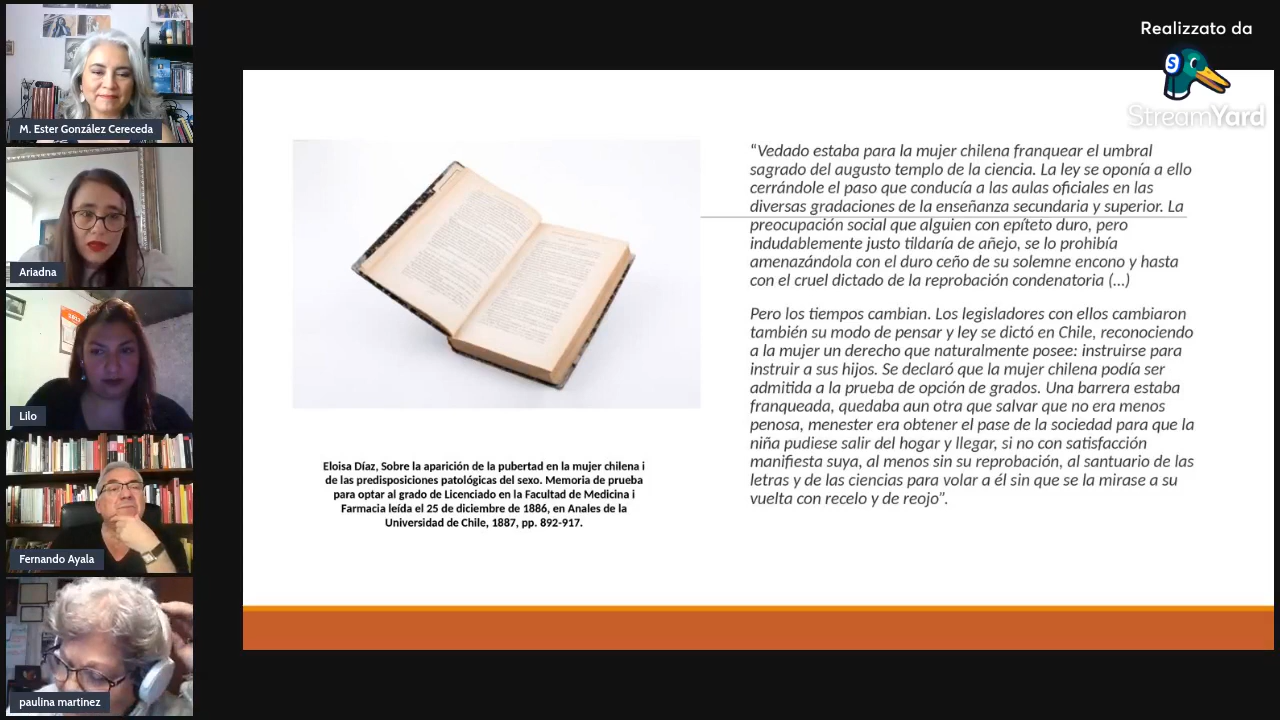 Realizzato da
StreamYard
M. Ester González Cereceda
Ariadna
Lilo
Fernando Ayala
paulina martinez
“Vedado estaba para la mujer chilena franquear el umbral
sagrado del augusto templo de la ciencia. La ley se oponía a ello
cerrándole el paso que conducía a las aulas oficiales en las
diversas gradaciones de la enseñanza secundaria y superior. La
preocupación social que alguien con epíteto duro, pero
indudablemente justo tildaría de añejo, se lo prohibía
amenazándola con el duro ceño de su solemne encono y hasta
con el cruel dictado de la reprobación condenatoria (...)
Pero los tiempos cambian. Los legisladores con ellos cambiaron
también su modo de pensar y ley se dictó en Chile, reconociendo
a la mujer un derecho que naturalmente posee: instruirse para
instruir a sus hijos. Se declaró que la mujer chilena podía ser
admitida a la prueba de opción de grados. Una barrera estaba
franqueada, quedaba aun otra que salvar que no era menos
penosa, menester era obtener el pase de la sociedad para que la
niña pudiese salir del hogar y llegar, si no con satisfacción
manifiesta suya, al menos sin su reprobación, al santuario de las
letras y de las ciencias para volar a él sin que se la mirase a su
vuelta con recelo y de reojo”.
Eloisa Díaz, Sobre la aparición de la pubertad en la mujer chilena i
de las predisposiciones patológicas del sexo. Memoria de prueba
para optar al grado de Licenciado en la Facultad de Medicina i
Farmacia leída el 25 de diciembre de 1886, en Anales de la
Universidad de Chile, 1887, pp. 892-917.